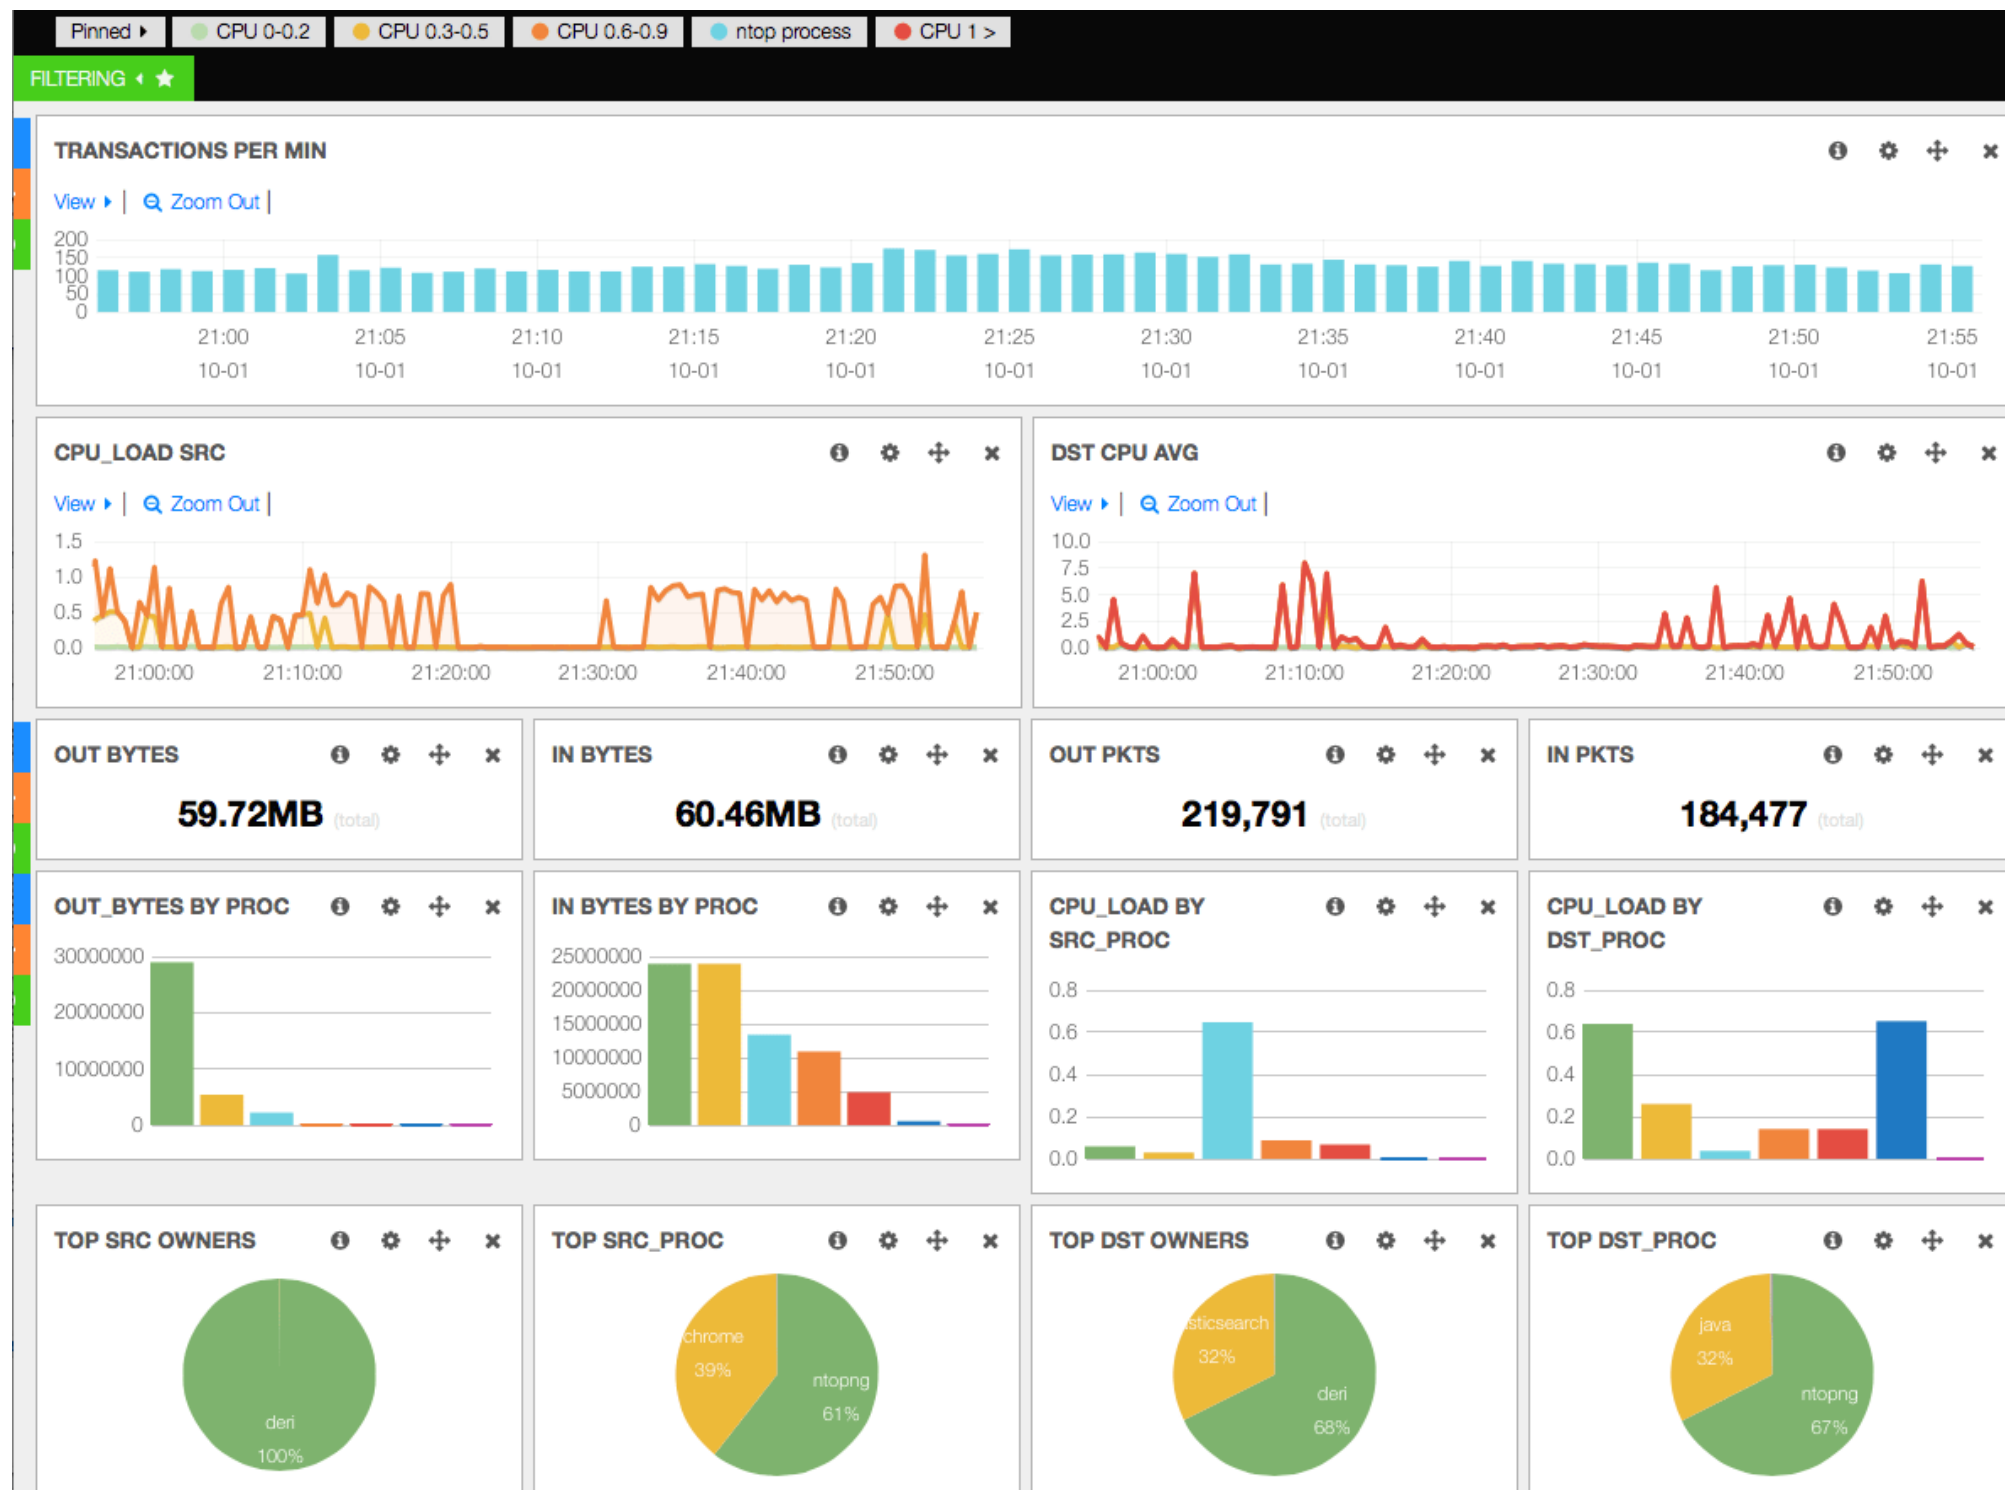 Pinned CPU 0-0.2 CPU 0.3-0.5 CPU 0.6-0.9 ntop process CPU 1 >
FILTERING
TRANSACTIONS PER MIN
View | Zoom Out |
200
150
100
50
0
21:00 21:05 21:10 21:15 21:20 21:25 21:30 21:35 21:40 21:45 21:50 21:55
10-01 10-01 10-01 10-01 10-01 10-01 10-01 10-01 10-01 10-01 10-01 10-01
CPU_LOAD SRC
View | Zoom Out |
1.5
1.0
0.5
0.0
21:00:00 21:10:00 21:20:00 21:30:00 21:40:00 21:50:00
DST CPU AVG
View | Zoom Out |
10.0
7.5
5.0
2.5
0.0
21:00:00 21:10:00 21:20:00 21:30:00 21:40:00 21:50:00
OUT BYTES
59.72MB (total)
IN BYTES
60.46MB (total)
OUT PKTS
219,791 (total)
IN PKTS
184,477 (total)
OUT_BYTES BY PROC
30000000
20000000
10000000
0
IN BYTES BY PROC
25000000
20000000
15000000
10000000
5000000
0
CPU_LOAD BY
SRC_PROC
0.8
0.6
0.4
0.2
0.0
CPU_LOAD BY
DST_PROC
0.8
0.6
0.4
0.2
0.0
TOP SRC OWNERS
deri
100%
TOP SRC_PROC
chrome
39%
ntopng
61%
TOP DST OWNERS
sticsearch
32%
deri
68%
TOP DST_PROC
java
32%
ntopng
67%